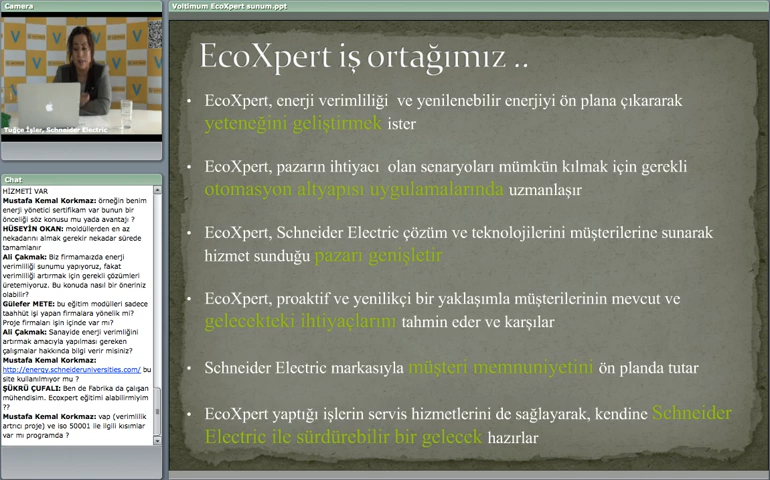 Camera
Voltimum EcoXpert sunum.ppt
Tuğçe İşler, Schneider Electric
Chat
HİZMETİ VAR
Mustafa Kemal Korkmaz: örneğin benim
enerji yönetici sertifikam var bunun bir
önceliği söz konusu mu yada avantajı ?
HÜSEYİN OKAN: moldüllerden en az
nekadarını almak gerekir nekadar sürede
tamamlanır
Ali Çakmak: Biz firmamaızda enerji
verimliliği sunumu yapıyoruz, fakat
verimliliği artırmak için gerekli çözümleri
üretemiyoruz. Bu konuda nasıl bir öneriniz
olabilir?
Gülefer METE: bu eğitim modülleri sadece
taahhüt işi yapan firmalara yönelik mi?
Proje firmaları işin içinde var mı?
Ali Çakmak: Sanayide enerji verimliğini
artırmak amacıyla yapılması gereken
çalışmalar hakkında bilgi verir misiniz?
Mustafa Kemal Korkmaz:
http://energy.schneideruniversities.com/ bu
site kullanılmıyor mu ?
ŞÜKRÜ ÇUFALI: Ben de Fabrika da çalışan
mühendisim. Ecoxpert eğitimi alabilirmiyim
??
Mustafa Kemal Korkmaz: vap (verimlilik
artırıcı proje) ve iso 50001 ile ilgili kısımlar
var mı programda ?
EcoXpert iş ortağımız ..
• EcoXpert, enerji verimliliği ve yenilenebilir enerjiyi ön plana çıkararak
yeteneğini geliştirmek ister
• EcoXpert, pazarın ihtiyacı olan senaryoları mümkün kılmak için gerekli
otomasyon altyapısı uygulamalarında uzmanlaşır
• EcoXpert, Schneider Electric çözüm ve teknolojilerini müşterilerine sunarak
hizmet sunduğu pazarı genişletir
• EcoXpert, proaktif ve yenilikçi bir yaklaşımla müşterilerinin mevcut ve
gelecekteki ihtiyaçlarını tahmin eder ve karşılar
• Schneider Electric markasıyla müşteri memnuniyetini ön planda tutar
• EcoXpert yaptığı işlerin servis hizmetlerini de sağlayarak, kendine Schneider
Electric ile sürdürebilir bir gelecek hazırlar